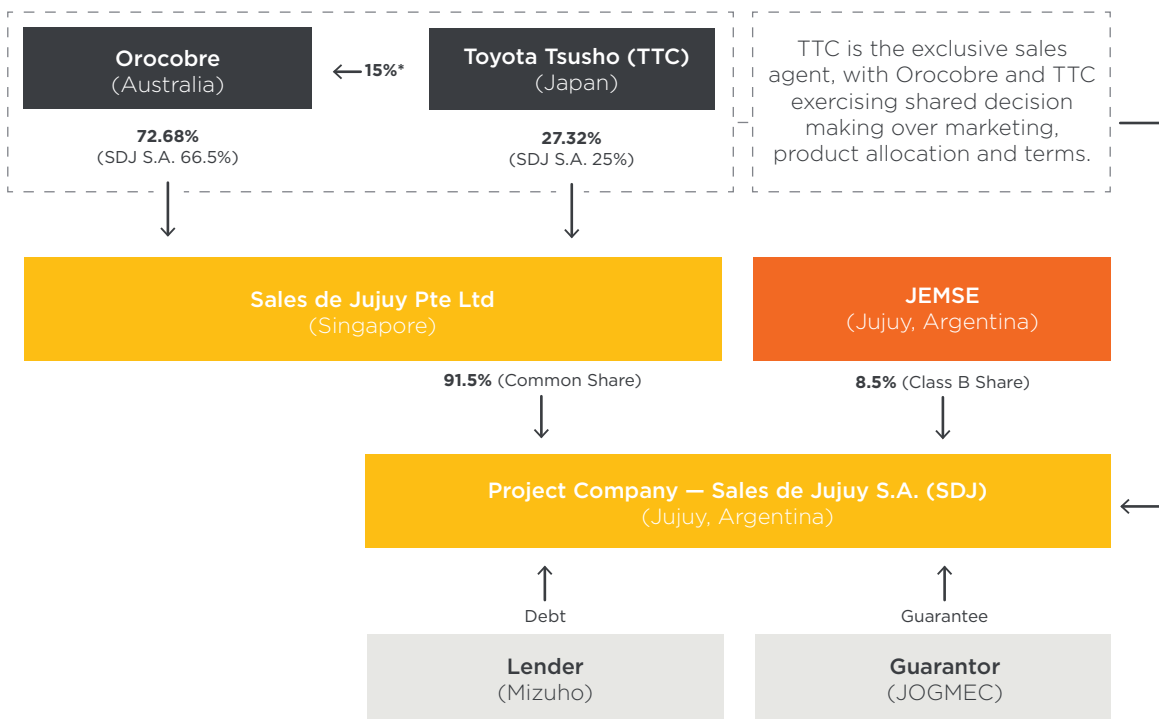 Orocobre
(Australia)
15%*
Toyota Tsusho (TTC)
(Japan)
TTC is the exclusive sales
agent, with Orocobre and TTC
exercising shared decision
making over marketing,
product allocation and terms.
72.68%
(SDJ S.A. 66.5%)
27.32%
(SDJ S.A. 25%)
Sales de Jujuy Pte Ltd
(Singapore)
JEMSE
(Jujuy, Argentina)
91.5% (Common Share)
8.5% (Class B Share)
Project Company — Sales de Jujuy S.A. (SDJ)
(Jujuy, Argentina)
Debt
Guarantee
Lender
(Mizuho)
Guarantor
(JOGMEC)